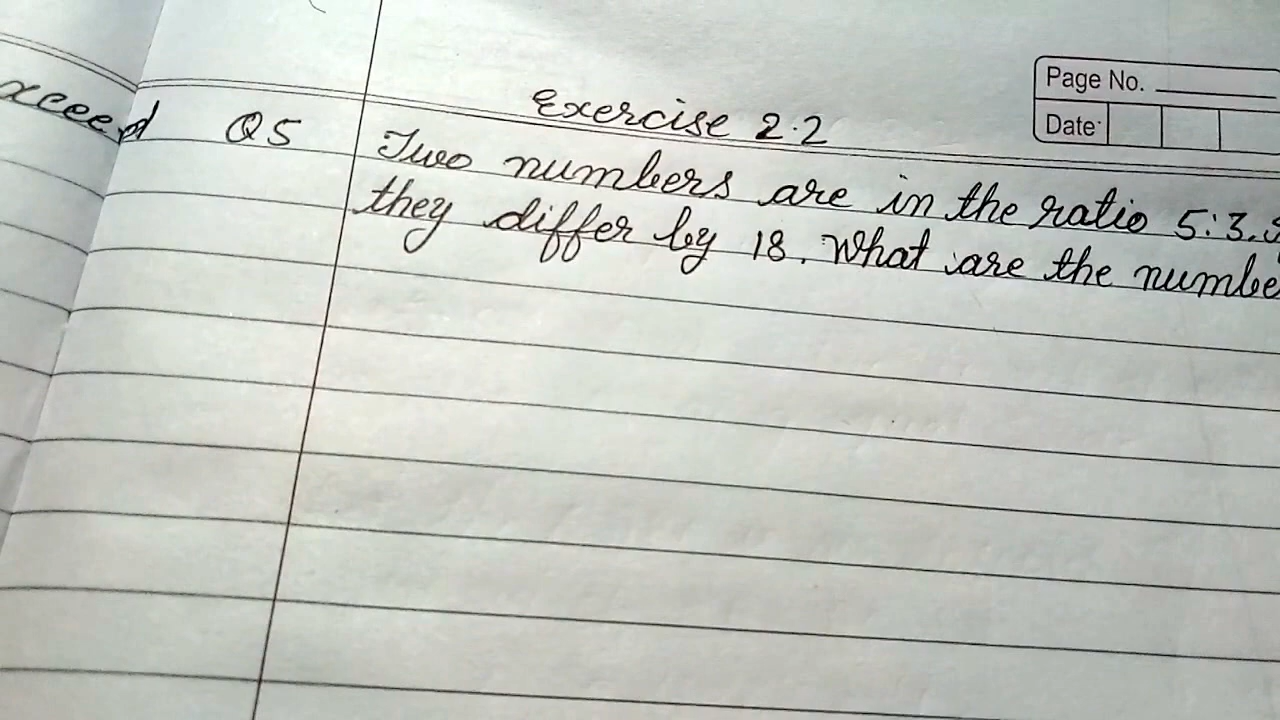 Page No.
Date
Exercise 2.2
Q5 Two numbers are in the ratio 5:3.
they differ by 18. What are the numbe